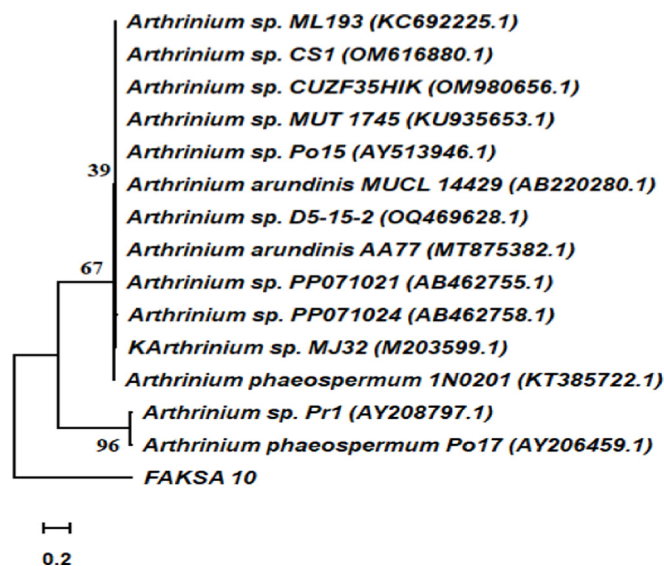 Arthrinium sp. ML193 (KC692225.1)
Arthrinium sp. CS1 (OM616880.1)
Arthrinium sp. CUZF35HIK (OM980656.1)
Arthrinium sp. MUT 1745 (KU935653.1)
Arthrinium sp. Po15 (AY513946.1)
39
Arthrinium arundinis MUCL 14429 (AB220280.1)
Arthrinium sp. D5-15-2 (OQ469628.1)
Arthrinium arundinis AA77 (MT875382.1)
67
Arthrinium sp. PP071021 (AB462755.1)
Arthrinium sp. PP071024 (AB462758.1)
KArthrinium sp. MJ32 (M203599.1)
Arthrinium phaeospermum 1N0201 (KT385722.1)
Arthrinium sp. Pr1 (AY208797.1)
96
Arthrinium phaeospermum Po17 (AY206459.1)
FAKSA 10
0.2